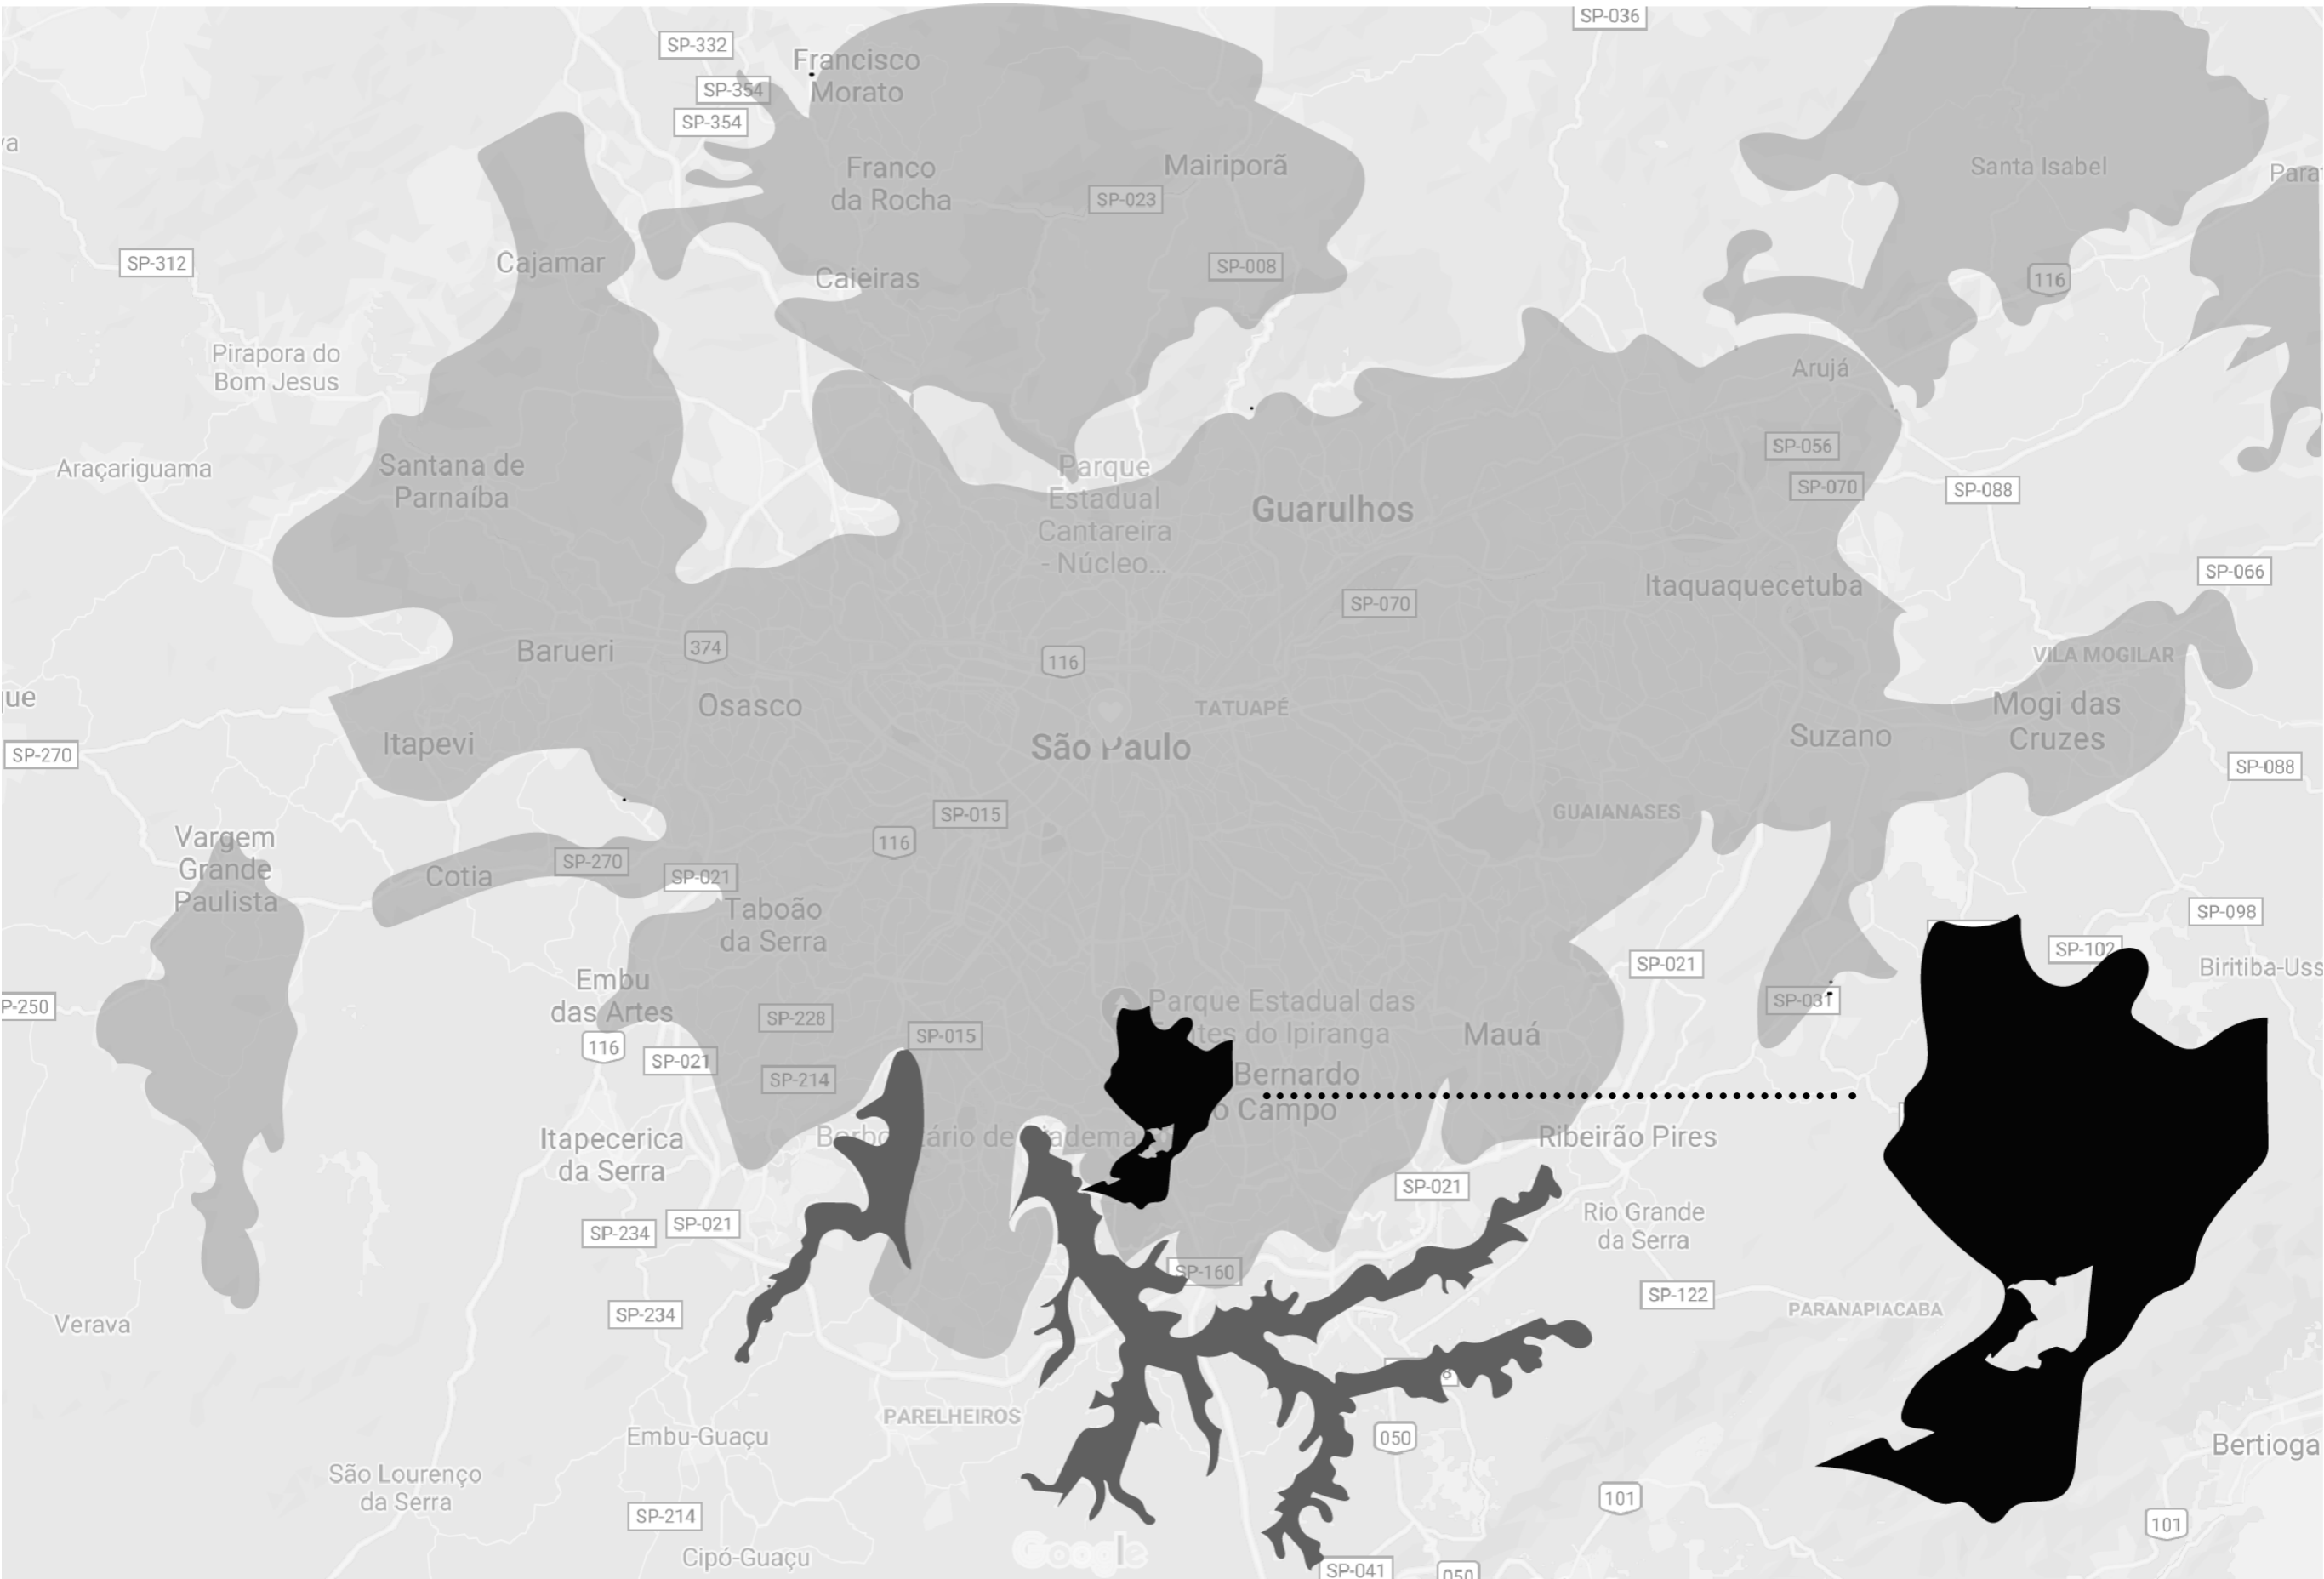 SP-036
SP-332
Francisco
Morato
SP-354
SP-354
Franco
da Rocha
Mairiporã
SP-023
Santa Isabel
Cajamar
SP-312
Caieiras
SP-008
116
Pirapora do
Bom Jesus
Arujá
Araçariguama
Santana de
Parnaíba
Parque
Estadual
Cantareira
- Núcleo...
Guarulhos
SP-056
SP-070
SP-088
SP-066
Itaquaquecetuba
SP-070
Barueri
374
116
VILA MOGILAR
Osasco
TATUAPÉ
Mogi das
Cruzes
Itapevi
São Paulo
Suzano
SP-270
SP-088
SP-015
GUAIANASES
116
Vargem
Grande
Paulista
SP-270
Cotia
SP-021
Taboão
da Serra
SP-098
SP-102
SP-021
Biritiba-Uss
Embu
das Artes
P-250
SP-228
Parque Estadual das
tes do Ipiranga
SP-031
SP-015
Mauá
116
SP-021
SP-214
Bernardo
o Campo
Itapecerica
da Serra
Ribeirão Pires
SP-021
SP-234
SP-021
Rio Grande
da Serra
SP-160
SP-122
SP-234
PARANAPIACABA
Verava
PARELHEIROS
Embu-Guaçu
050
Bertioga
São Lourenço
da Serra
SP-214
101
101
Cipó-Guaçu
Google
SP-041
050